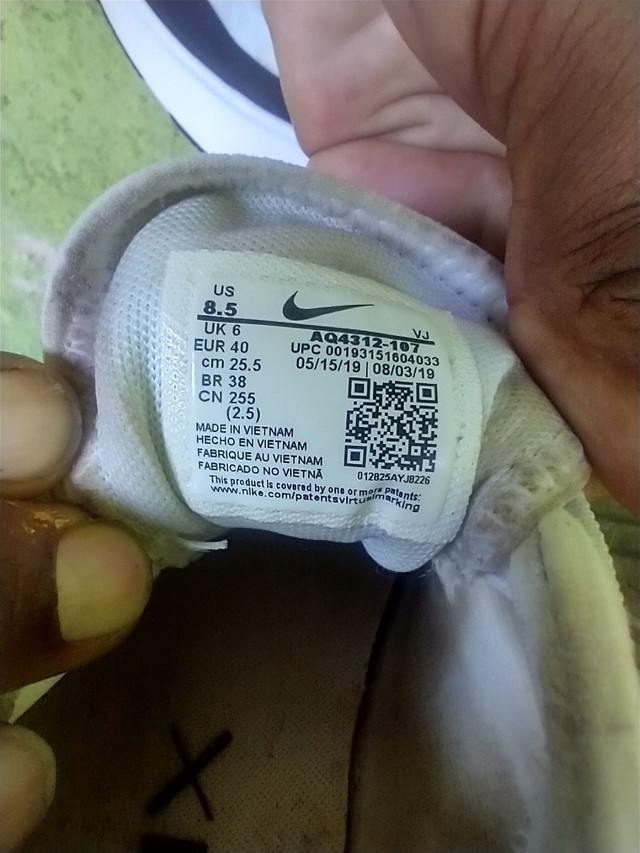 US
8.5
UK 6
EUR 40
cm 25.5
BR 38
CN 255
(2.5)
VJ
AQ4312-107
UPC 00193151604033
05/15/19 | 08/03/19
012825AYJ8226
MADE IN VIETNAM
HECHO EN VIETNAM
FABRIQUE AU VIETNAM
FABRICADO NO VIETNÃ
This product is covered by one or more patents:
www.nike.com/patentsvirtualmarking